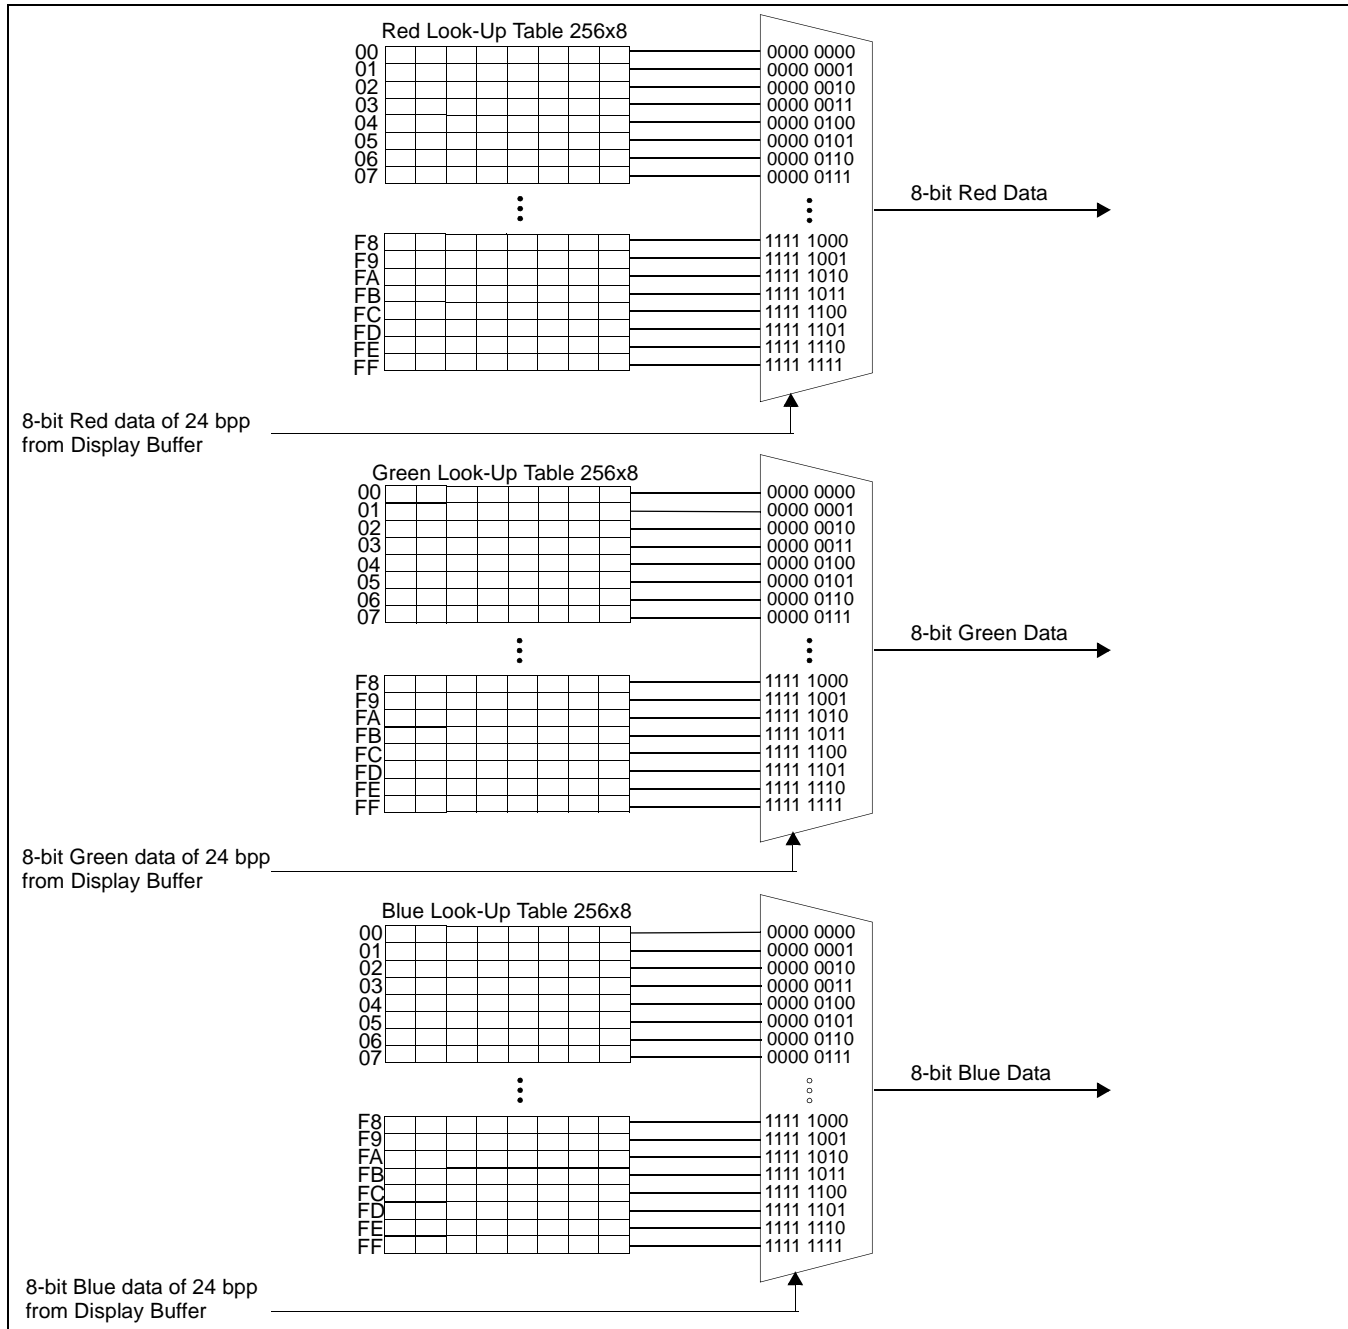 Red Look-Up Table 256x8
00 0000 0000
01 0000 0001
02 0000 0010
03 0000 0011
04 0000 0100
05 0000 0101
06 0000 0110
07 0000 0111
8-bit Red Data
F8 1111 1000
F9 1111 1001
FA 1111 1010
FB 1111 1011
FC 1111 1100
FD 1111 1101
FE 1111 1110
FF 1111 1111
8-bit Red data of 24 bpp
from Display Buffer
Green Look-Up Table 256x8
00 0000 0000
01 0000 0001
02 0000 0010
03 0000 0011
04 0000 0100
05 0000 0101
06 0000 0110
07 0000 0111
8-bit Green Data
F8 1111 1000
F9 1111 1001
FA 1111 1010
FB 1111 1011
FC 1111 1100
FD 1111 1101
FE 1111 1110
FF 1111 1111
8-bit Green data of 24 bpp
from Display Buffer
Blue Look-Up Table 256x8
00 0000 0000
01 0000 0001
02 0000 0010
03 0000 0011
04 0000 0100
05 0000 0101
06 0000 0110
07 0000 0111
8-bit Blue Data
F8 1111 1000
F9 1111 1001
FA 1111 1010
FB 1111 1011
FC 1111 1100
FD 1111 1101
FE 1111 1110
FF 1111 1111
8-bit Blue data of 24 bpp
from Display Buffer